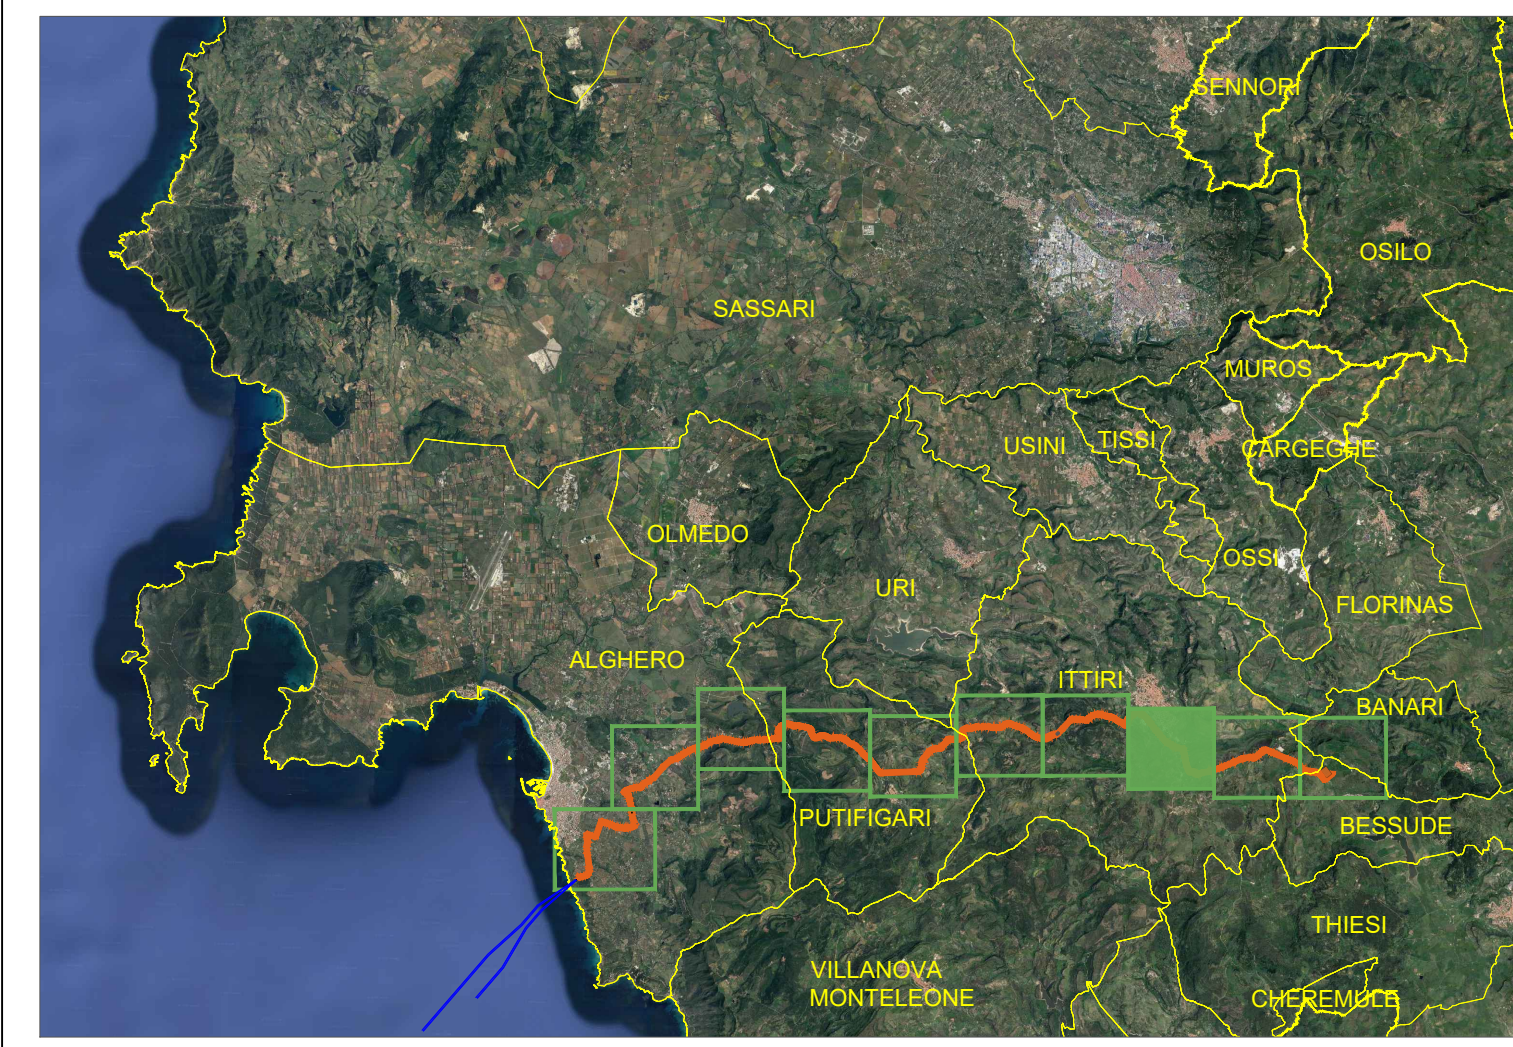 SENNORI
OSILO
SASSARI
MUROS
USINI
TISSI
CARGEGHE
OLMEDO
OSSI
URI
FLORINAS
ALGHERO
ITTIRI
BANARI
PUTIFIGARI
BESSUDE
THIESI
VILLANOVA
MONTELEONE
CHEREMULE